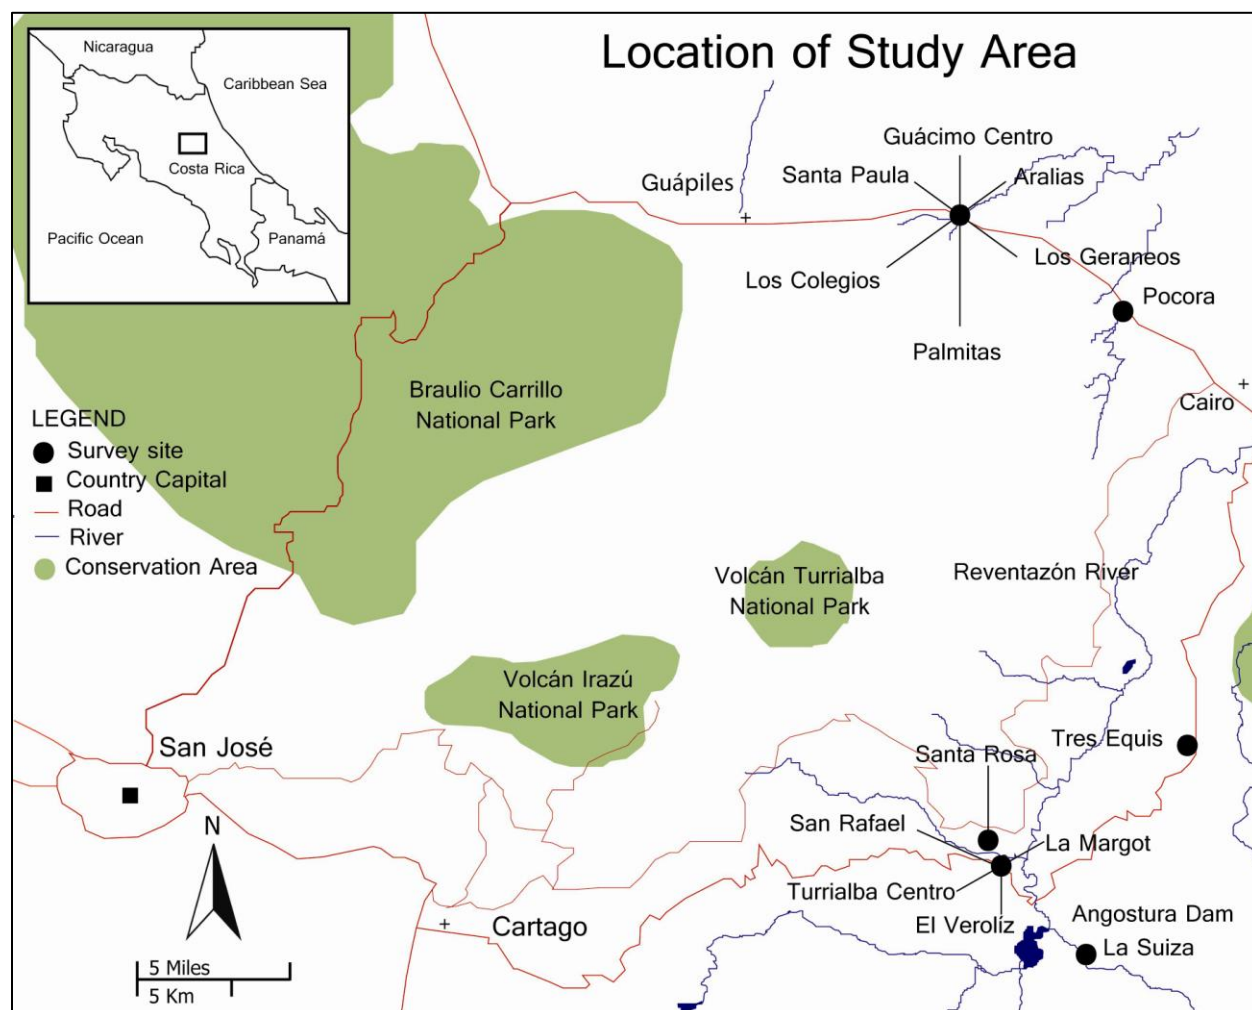 Location of Study Area
Nicaragua
Caribbean Sea
Costa Rica
Pacific Ocean
Panamá
Guácimo Centro
Santa Paula
Aralias
Guápiles
Los Geraneos
Los Colegios
Pocora
Palmitas
Braulio Carrillo
National Park
Cairo
LEGEND
Survey site
Country Capital
Road
River
Conservation Area
Volcán Turrialba
National Park
Reventazón River
Volcán Irazú
National Park
San José
Tres Equis
Santa Rosa
N
San Rafael
La Margot
Turrialba Centro
El Verolíz
Angostura Dam
Cartago
La Suiza
5 Miles
5 Km